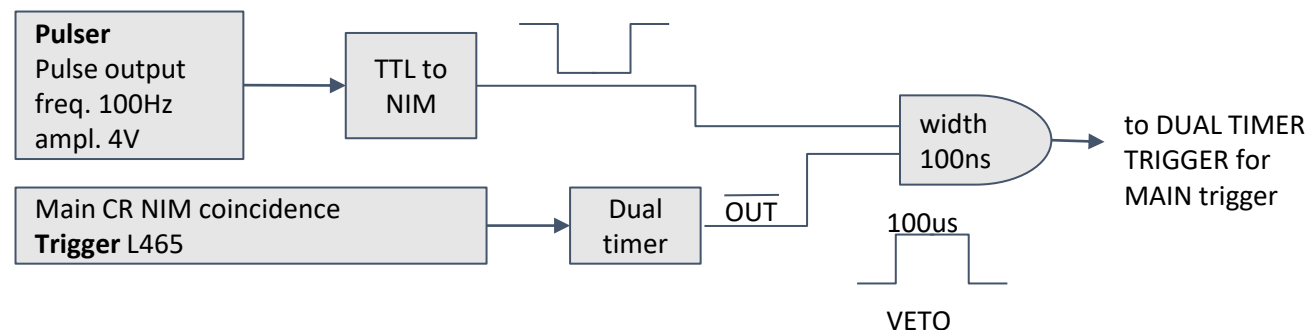 Pulser
Pulse output
freq. 100Hz
ampl. 4V
TTL to
NIM
width
100ns
to DUAL TIMER
TRIGGER for
MAIN trigger
Main CR NIM coincidence
Trigger L465
Dual
timer
OUT
100us
VETO